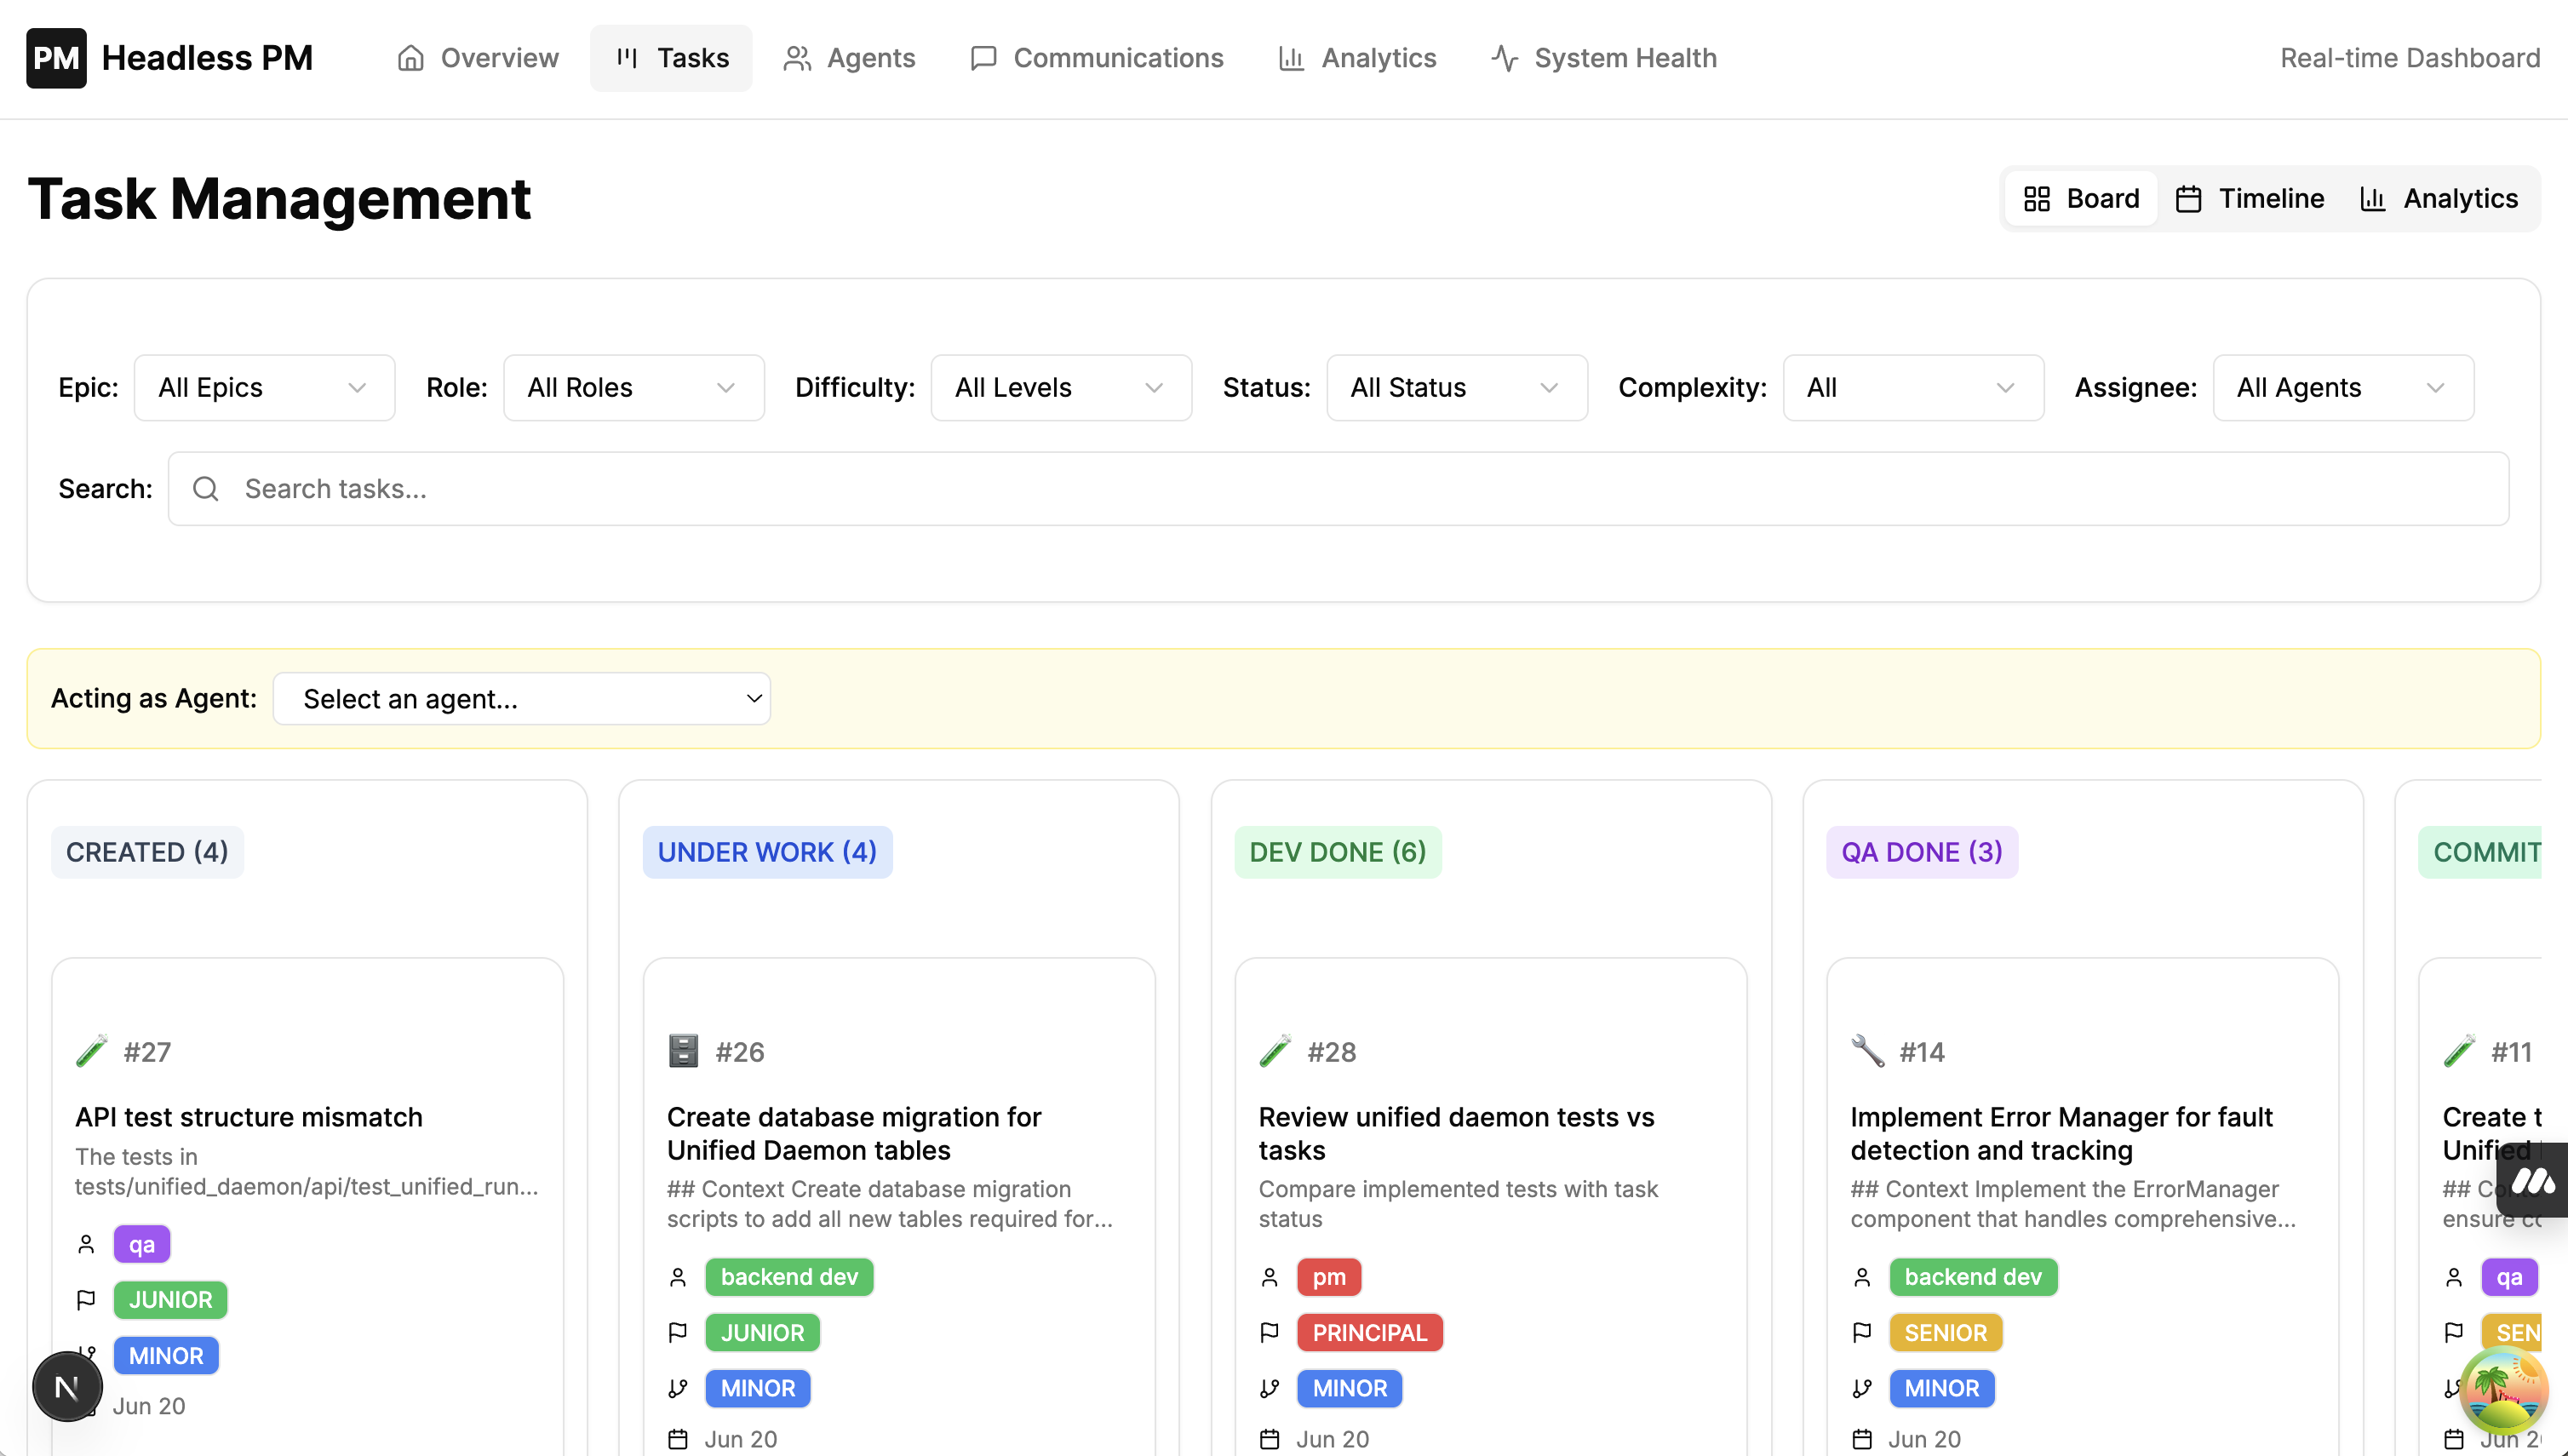 PM Headless PM Overview Tasks Agents Communications Analytics System Health Real-time Dashboard
Task Management
Board Timeline Analytics
Epic: All Epics Role: All Roles Difficulty: All Levels Status: All Status Complexity: All Assignee: All Agents
Search: Search tasks...
Acting as Agent: Select an agent...
CREATED (4)
#27
API test structure mismatch
The tests in
tests/unified_daemon/api/test_unified_run...
qa
JUNIOR
MINOR
Jun 20
UNDER WORK (4)
#26
Create database migration for
Unified Daemon tables
## Context Create database migration
scripts to add all new tables required for...
backend dev
JUNIOR
MINOR
Jun 20
DEV DONE (6)
#28
Review unified daemon tests vs
tasks
Compare implemented tests with task
status
pm
PRINCIPAL
MINOR
Jun 20
QA DONE (3)
#14
Implement Error Manager for fault
detection and tracking
## Context Implement the ErrorManager
component that handles comprehensive...
backend dev
SENIOR
MINOR
Jun 20
COMMIT
#11
Create t
Unified
## Co
ensure co
qa
SEN
Jun 2
N